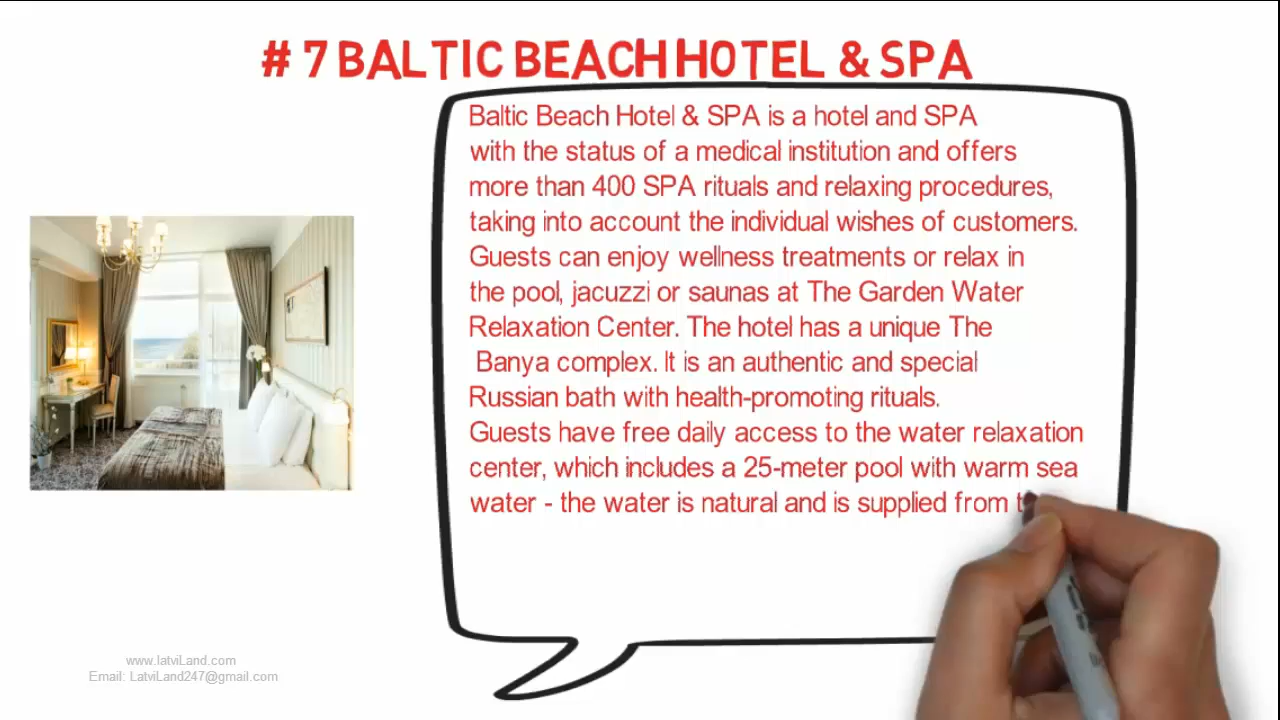 # 7 BALTIC BEACH HOTEL & SPA
Baltic Beach Hotel & SPA is a hotel and SPA
with the status of a medical institution and offers
more than 400 SPA rituals and relaxing procedures,
taking into account the individual wishes of customers.
Guests can enjoy wellness treatments or relax in
the pool, jacuzzi or saunas at The Garden Water
Relaxation Center. The hotel has a unique The
Banya complex. It is an authentic and special
Russian bath with health-promoting rituals.
Guests have free daily access to the water relaxation
center, which includes a 25-meter pool with warm sea
water - the water is natural and is supplied from t
www.latviLand.com
Email: LatviLand247@gmail.com